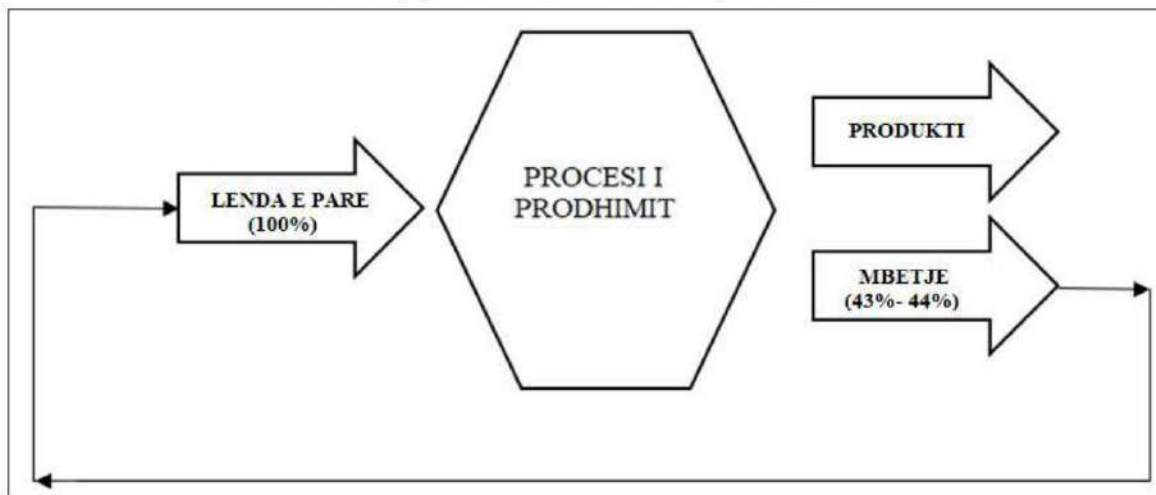 LENDA E PARE
(100%)
PROCESI I
PRODHIMIT
PRODUKTI
MBETJE
(43%- 44%)